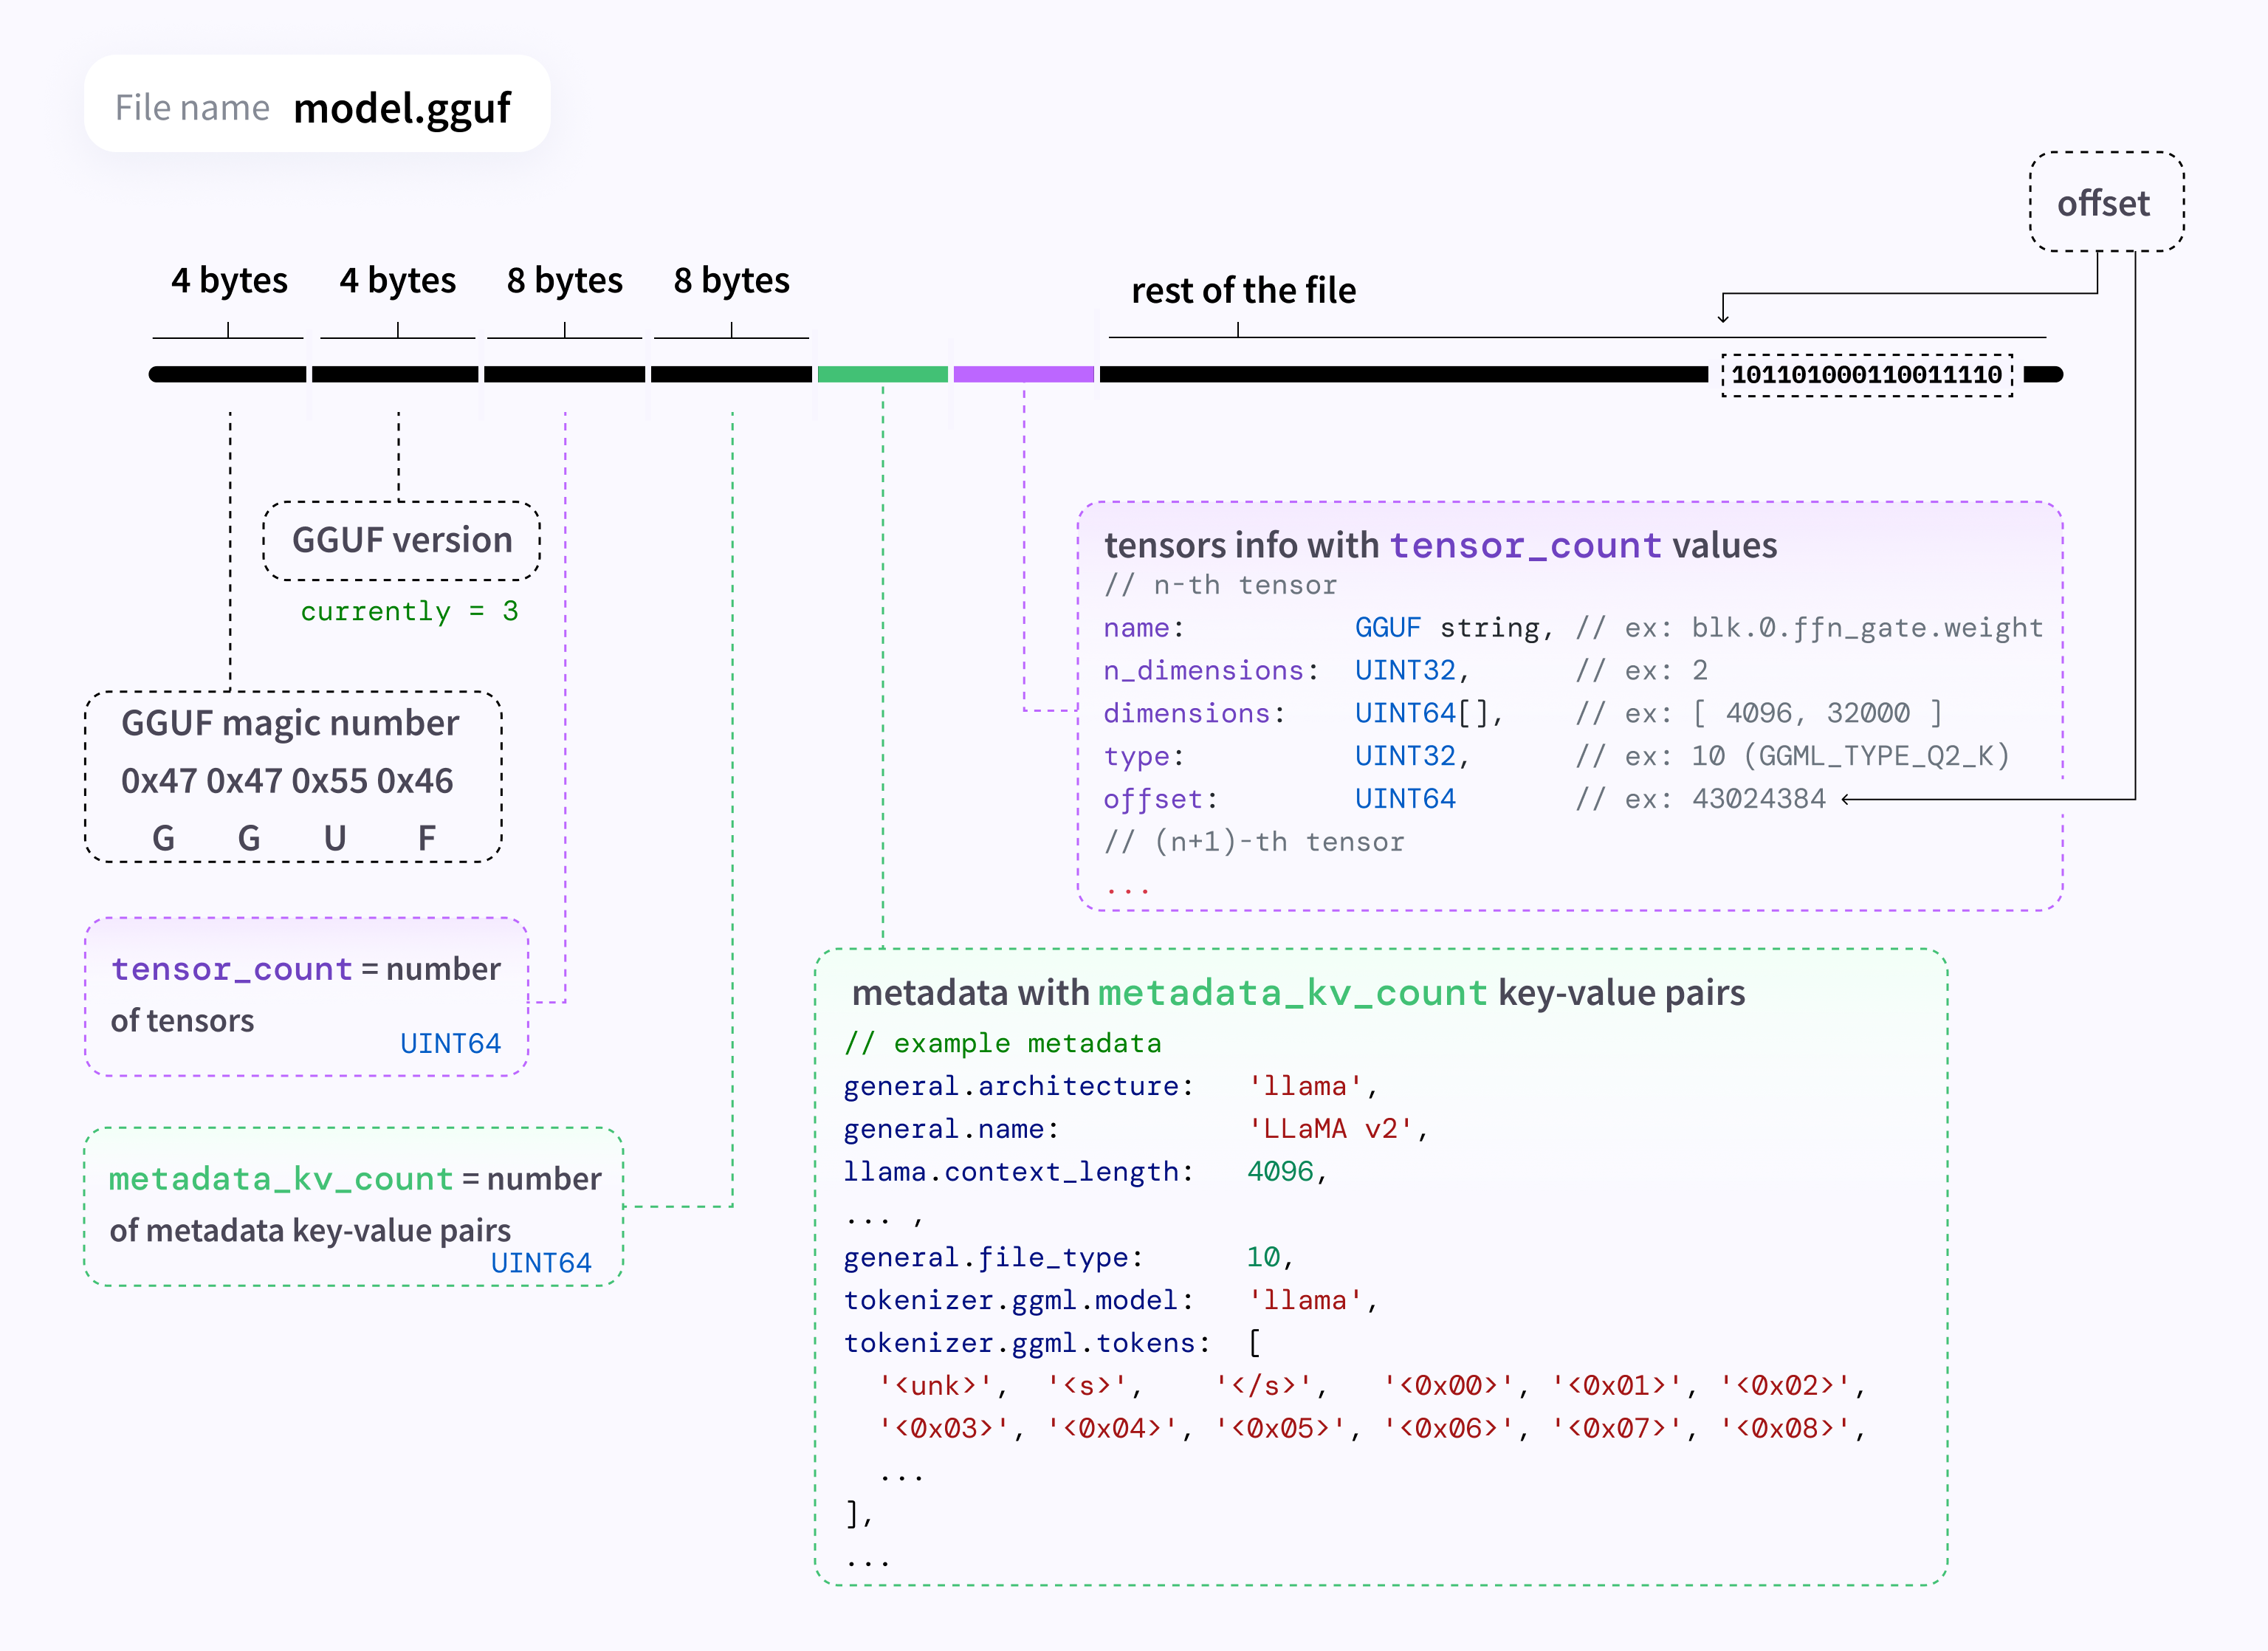 File name model.gguf
offset
4 bytes 4 bytes 8 bytes 8 bytes rest of the file
101101000110011110
GGUF version
currently = 3
GGUF magic number
0x47 0x47 0x55 0x46
G G U F
tensor_count = number
of tensors
UINT64
metadata_kv_count = number
of metadata key-value pairs
UINT64
tensors info with tensor_count values
// n-th tensor
name: GGUF string, // ex: blk.0.ffn_gate.weight
n_dimensions: UINT32, // ex: 2
dimensions: UINT64[], // ex: [ 4096, 32000 ]
type: UINT32, // ex: 10 (GGML_TYPE_Q2_K)
offset: UINT64 // ex: 43024384
// (n+1)-th tensor
...
metadata with metadata_kv_count key-value pairs
// example metadata
general.architecture: 'llama',
general.name: 'LLaMA v2',
llama.context_length: 4096,
... ,
general.file_type: 10,
tokenizer.ggml.model: 'llama',
tokenizer.ggml.tokens: [
'<unk>', '<s>', '</s>', '<0x00>', '<0x01>', '<0x02>',
'<0x03>', '<0x04>', '<0x05>', '<0x06>', '<0x07>', '<0x08>',
...
],
...